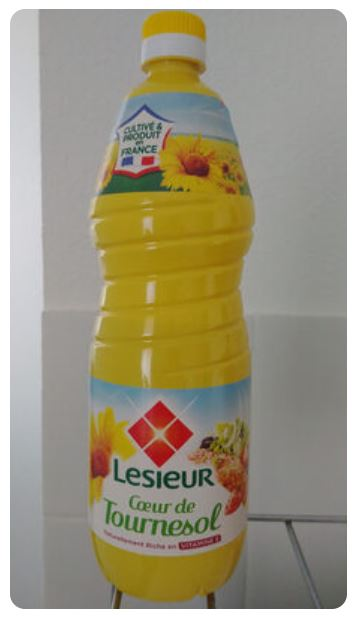 CULTIVÉ &
PRODUIT
en
FRANCE
LESIEUR
Cœur de
Tournesol
Naturellement Riche en VITAMINE E